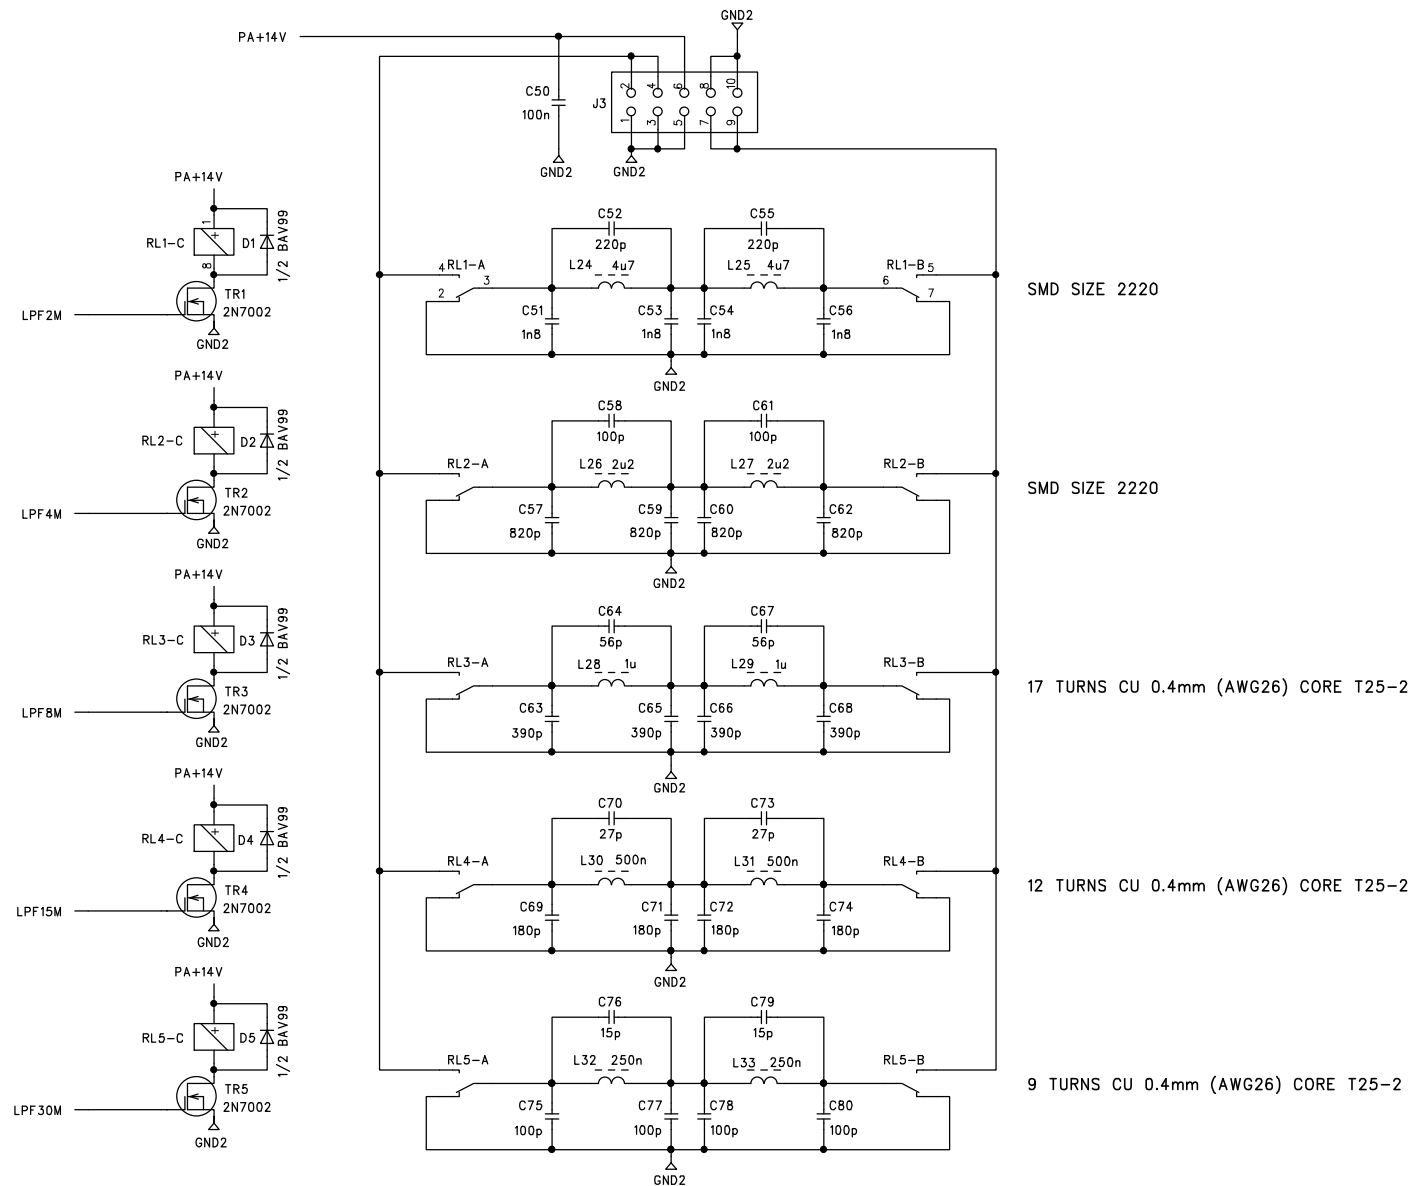 GND2
PA+14V
C50
100n
GND2
J3
2 4 6 8 10
1 3 5 7 9
GND2
PA+14V
1
RL1-C
8
D1
1/2 BAV99
TR1
2N7002
LPF2M
GND2
C52
220p
C55
220p
4 RL1-A
3
2
L24 4u7
L25 4u7
RL1-B 5
6
7
C51
1n8
C53
1n8
C54
1n8
C56
1n8
GND2
SMD SIZE 2220
PA+14V
RL2-C
D2
1/2 BAV99
TR2
2N7002
LPF4M
GND2
C58
100p
C61
100p
RL2-A
L26 2u2
L27 2u2
RL2-B
C57
820p
C59
820p
C60
820p
C62
820p
GND2
SMD SIZE 2220
PA+14V
RL3-C
D3
1/2 BAV99
TR3
2N7002
LPF8M
GND2
C64
56p
C67
56p
RL3-A
L28 1u
L29 1u
RL3-B
C63
390p
C65
390p
C66
390p
C68
390p
GND2
17 TURNS CU 0.4mm (AWG26) CORE T25-2
PA+14V
RL4-C
D4
1/2 BAV99
TR4
2N7002
LPF15M
GND2
C70
27p
C73
27p
RL4-A
L30 500n
L31 500n
RL4-B
C69
180p
C71
180p
C72
180p
C74
180p
GND2
12 TURNS CU 0.4mm (AWG26) CORE T25-2
PA+14V
RL5-C
D5
1/2 BAV99
TR5
2N7002
LPF30M
GND2
C76
15p
C79
15p
RL5-A
L32 250n
L33 250n
RL5-B
C75
100p
C77
100p
C78
100p
C80
100p
GND2
9 TURNS CU 0.4mm (AWG26) CORE T25-2